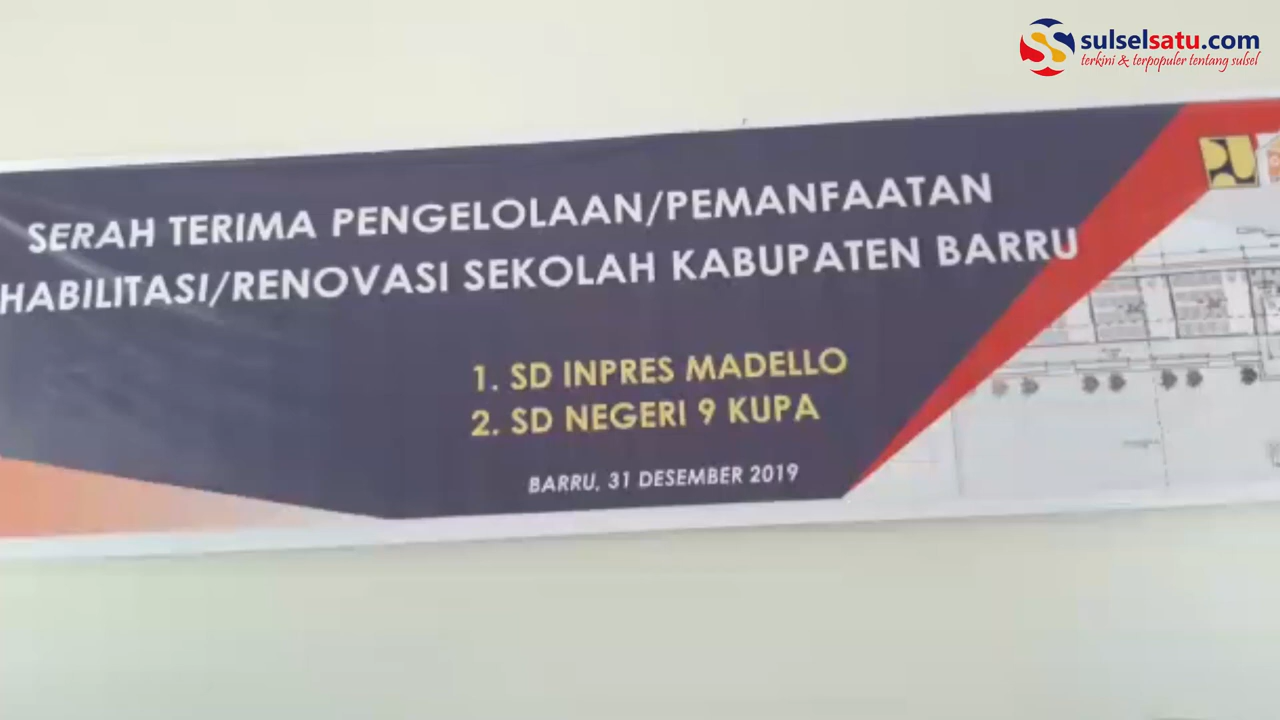 sulselsatu.com
terkini & terpopuler tentang sulsel
SERAH TERIMA PENGELOLAAN/PEMANFAATAN
HABILITASI/RENOVASI SEKOLAH KABUPATEN BARRU
1. SD INPRES MADELLO
2. SD NEGERI 9 KUPA
BARRU, 31 DESEMBER 2019